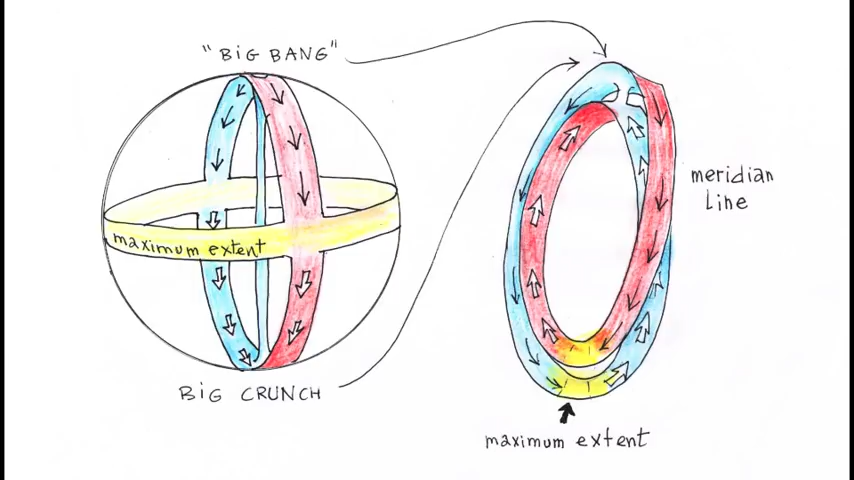 "BiG BANG"
meridian
Line
maximum extent
BiG CRUNCH
maximum extent